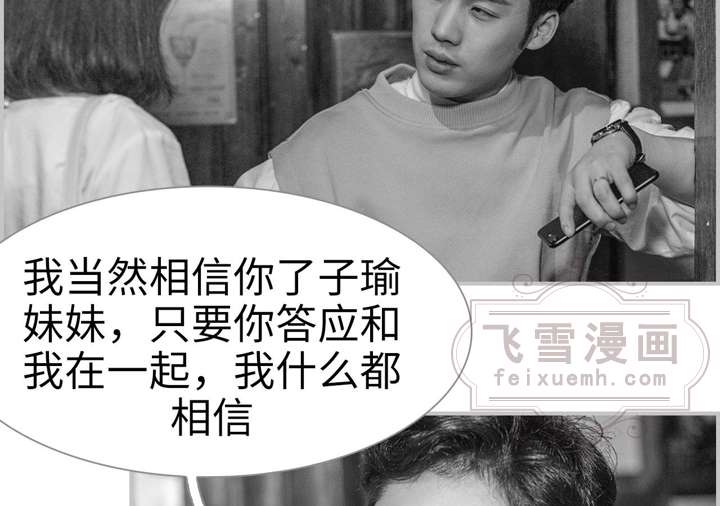 我当然相信你了子瑜
妹妹，只要你答应和
我在一起，我什么都
相信
飞雪漫画
feixuemh.com